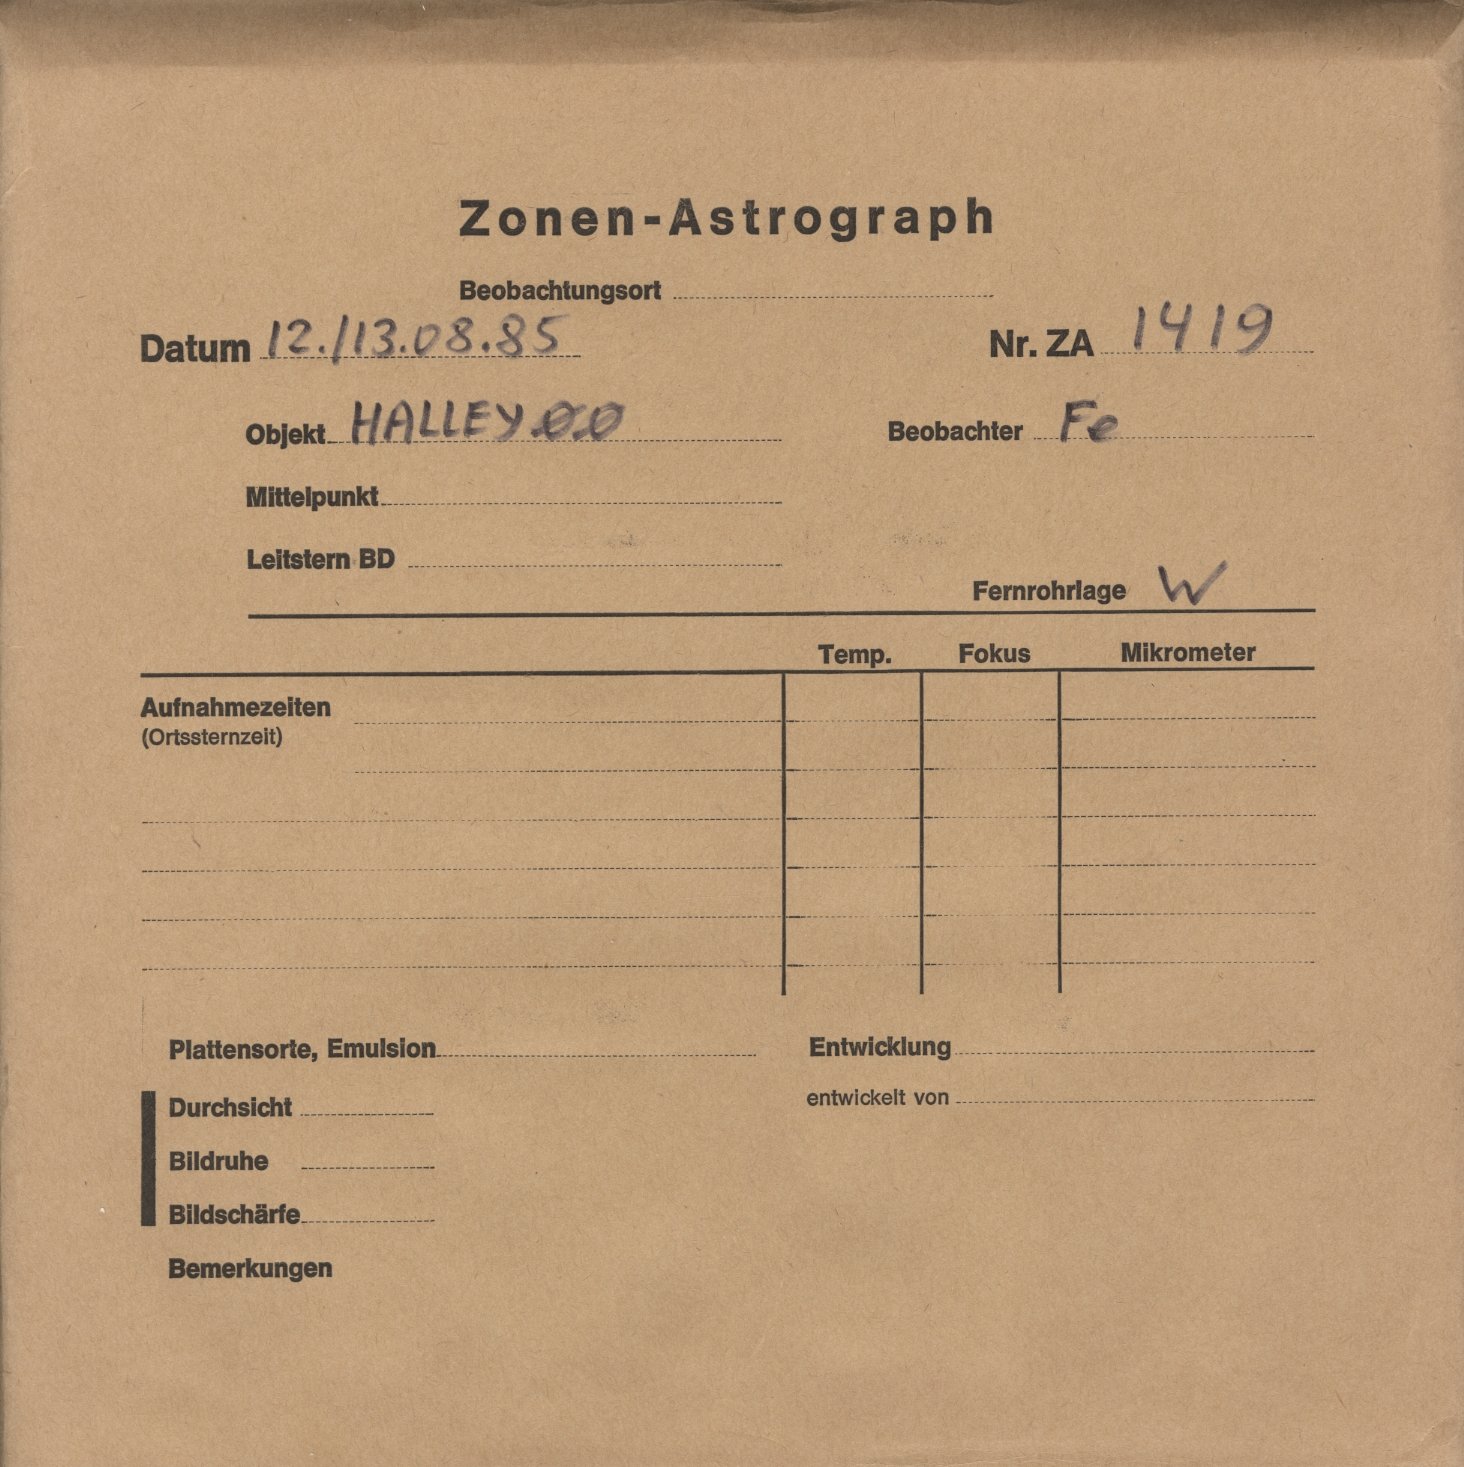 Zonen-Astrograph
Beobachtungsort
Datum 12./13.08.85 Nr. ZA 1419
Objekt HALLEY ØØ Beobachter Fe
Mittelpunkt
Leitstern BD
Fernrohrlage W
Temp. Fokus Mikrometer
Aufnahmezeiten
(Ortssternzeit)
Plattensorte, Emulsion Entwicklung
Durchsicht entwickelt von
Bildruhe
Bildschärfe
Bemerkungen